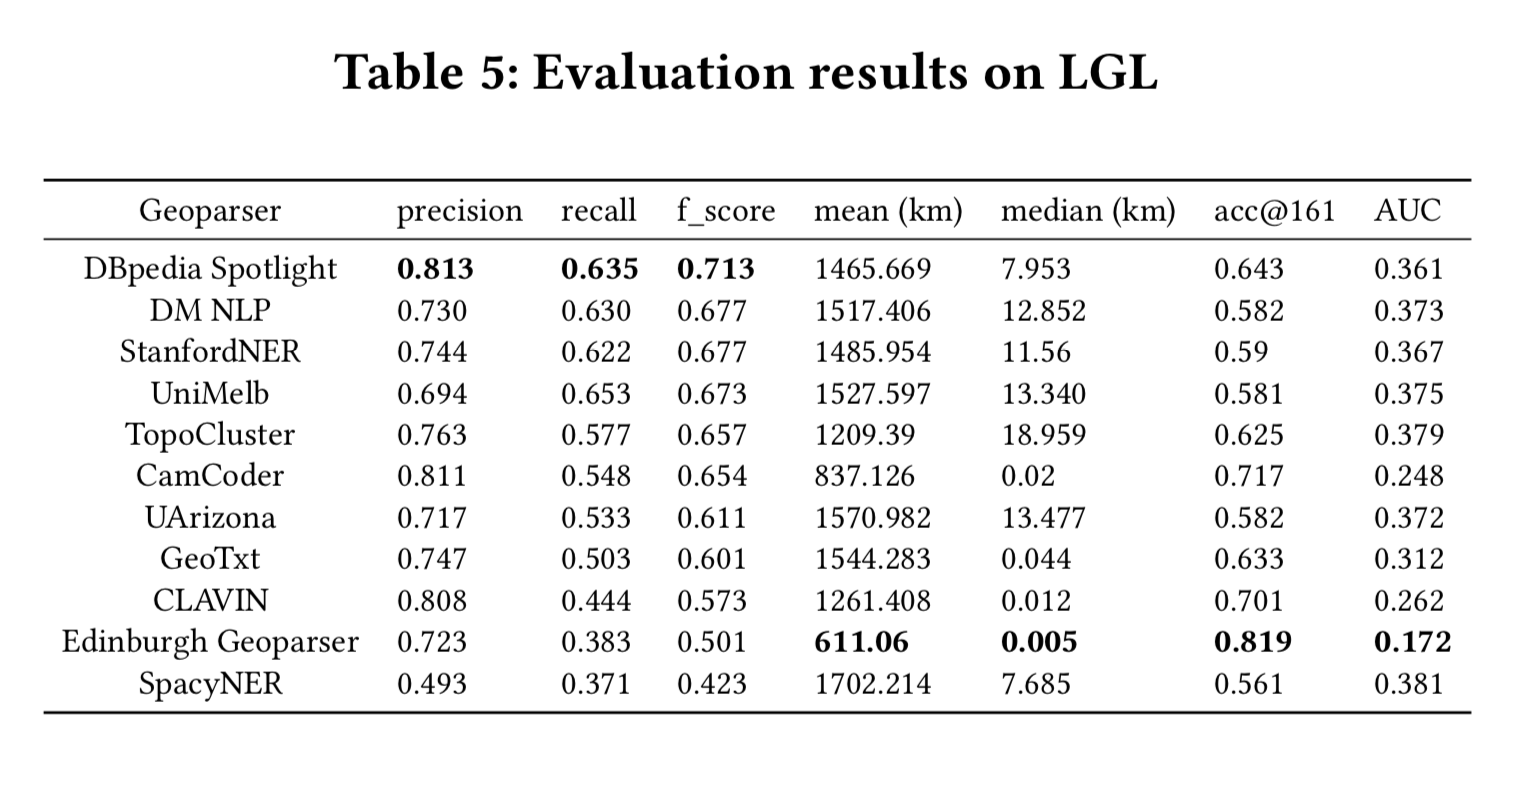 Table 5: Evaluation results on LGL
Geoparser precision recall f_score mean (km) median (km) acc@161 AUC
DBpedia Spotlight 0.813 0.635 0.713 1465.669 7.953 0.643 0.361
DM NLP 0.730 0.630 0.677 1517.406 12.852 0.582 0.373
StanfordNER 0.744 0.622 0.677 1485.954 11.56 0.59 0.367
UniMelb 0.694 0.653 0.673 1527.597 13.340 0.581 0.375
TopoCluster 0.763 0.577 0.657 1209.39 18.959 0.625 0.379
CamCoder 0.811 0.548 0.654 837.126 0.02 0.717 0.248
UArizona 0.717 0.533 0.611 1570.982 13.477 0.582 0.372
GeoTxt 0.747 0.503 0.601 1544.283 0.044 0.633 0.312
CLAVIN 0.808 0.444 0.573 1261.408 0.012 0.701 0.262
Edinburgh Geoparser 0.723 0.383 0.501 611.06 0.005 0.819 0.172
SpacyNER 0.493 0.371 0.423 1702.214 7.685 0.561 0.381